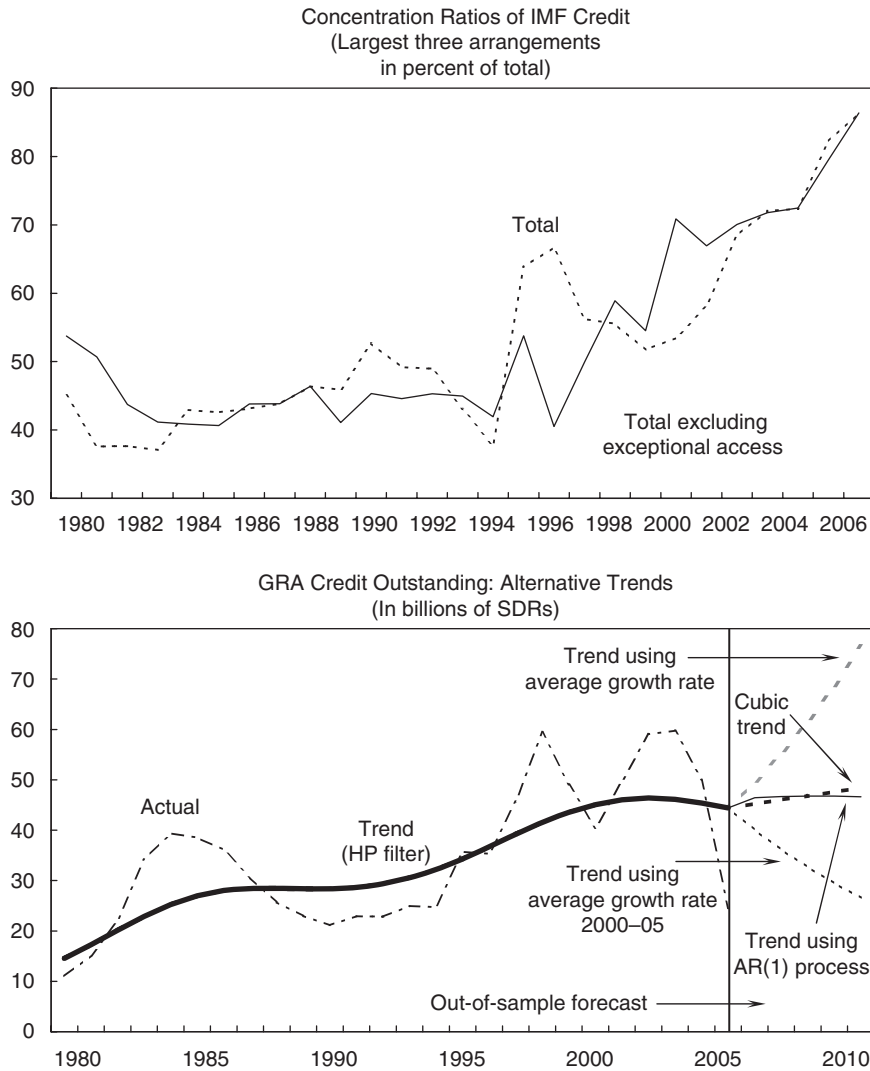 Concentration Ratios of IMF Credit
(Largest three arrangements
in percent of total)
90
80
70
60
50
40
30
Total
Total excluding
exceptional access
1980 1982 1984 1986 1988 1990 1992 1994 1996 1998 2000 2002 2004 2006
GRA Credit Outstanding: Alternative Trends
(In billions of SDRs)
80
70
60
50
40
30
20
10
0
Trend using
average growth rate
Cubic
trend
Actual
Trend
(HP filter)
Trend using
average growth rate
2000–05
Trend using
AR(1) process
Out-of-sample forecast
1980 1985 1990 1995 2000 2005 2010